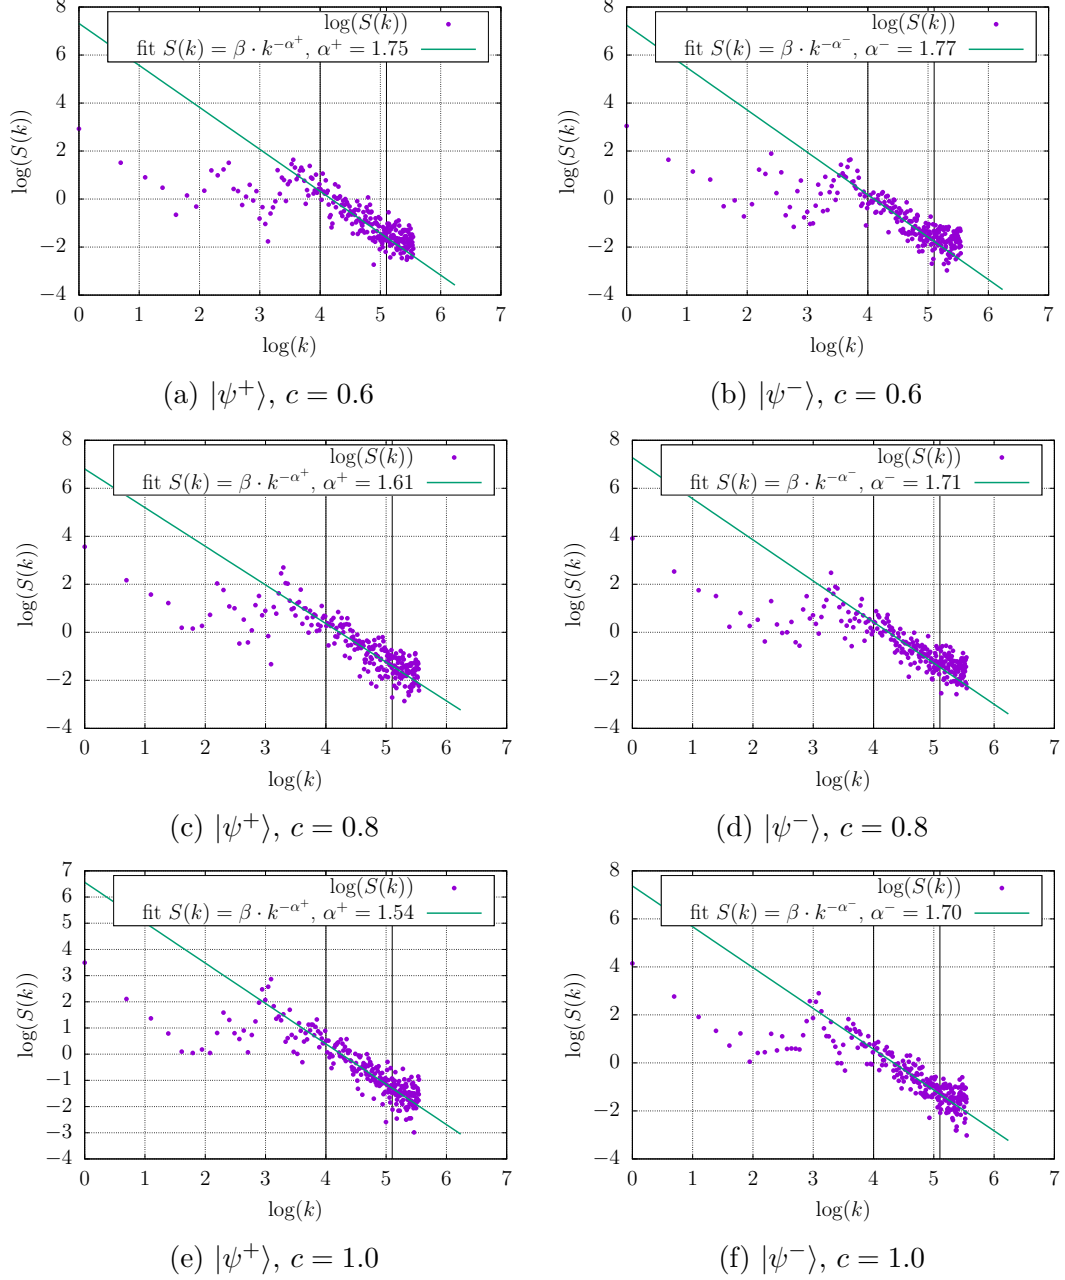 8
6
4
2
0
−2
−4
0 1 2 3 4 5 6 7
log(S(k))
log(k)
log(S(k))
fit S(k) = β · k^{−α^+}, α^+ = 1.75
(a) |ψ^+⟩, c = 0.6
8
6
4
2
0
−2
−4
0 1 2 3 4 5 6 7
log(S(k))
log(k)
log(S(k))
fit S(k) = β · k^{−α^−}, α^− = 1.77
(b) |ψ^−⟩, c = 0.6
8
6
4
2
0
−2
−4
0 1 2 3 4 5 6 7
log(S(k))
log(k)
log(S(k))
fit S(k) = β · k^{−α^+}, α^+ = 1.61
(c) |ψ^+⟩, c = 0.8
8
6
4
2
0
−2
−4
0 1 2 3 4 5 6 7
log(S(k))
log(k)
log(S(k))
fit S(k) = β · k^{−α^−}, α^− = 1.71
(d) |ψ^−⟩, c = 0.8
7
6
5
4
3
2
1
0
−1
−2
−3
−4
0 1 2 3 4 5 6 7
log(S(k))
log(k)
log(S(k))
fit S(k) = β · k^{−α^+}, α^+ = 1.54
(e) |ψ^+⟩, c = 1.0
8
6
4
2
0
−2
−4
0 1 2 3 4 5 6 7
log(S(k))
log(k)
log(S(k))
fit S(k) = β · k^{−α^−}, α^− = 1.70
(f) |ψ^−⟩, c = 1.0